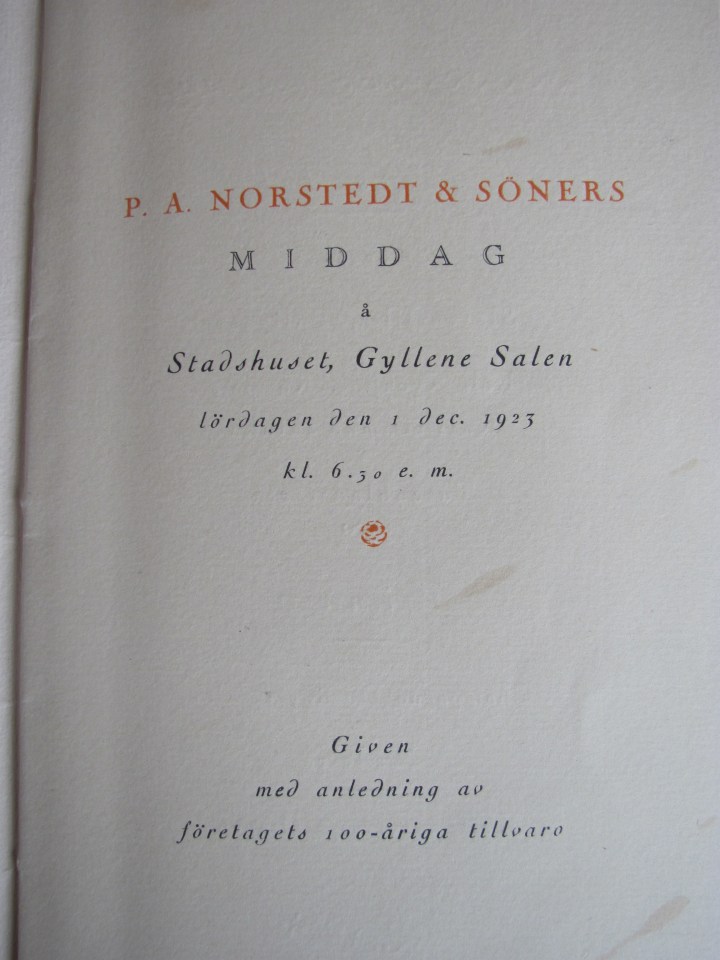 P. A. NORSTEDT & SÖNERS
MIDDAG
å
Stadshuset, Gyllene Salen
lördagen den 1 dec. 1923
kl. 6.30 e. m.
Given
med anledning av
företagets 100-åriga tillvaro